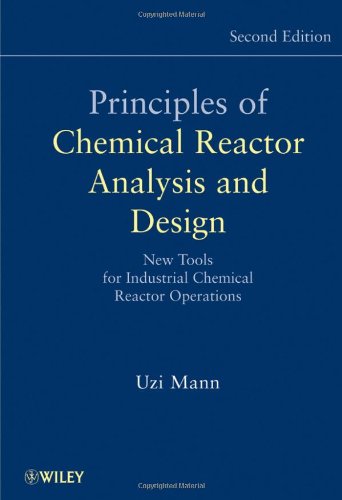 Second Edition
Principles of
Chemical Reactor
Analysis and
Design
New Tools
for Industrial Chemical
Reactor Operations
Uzi Mann
WILEY